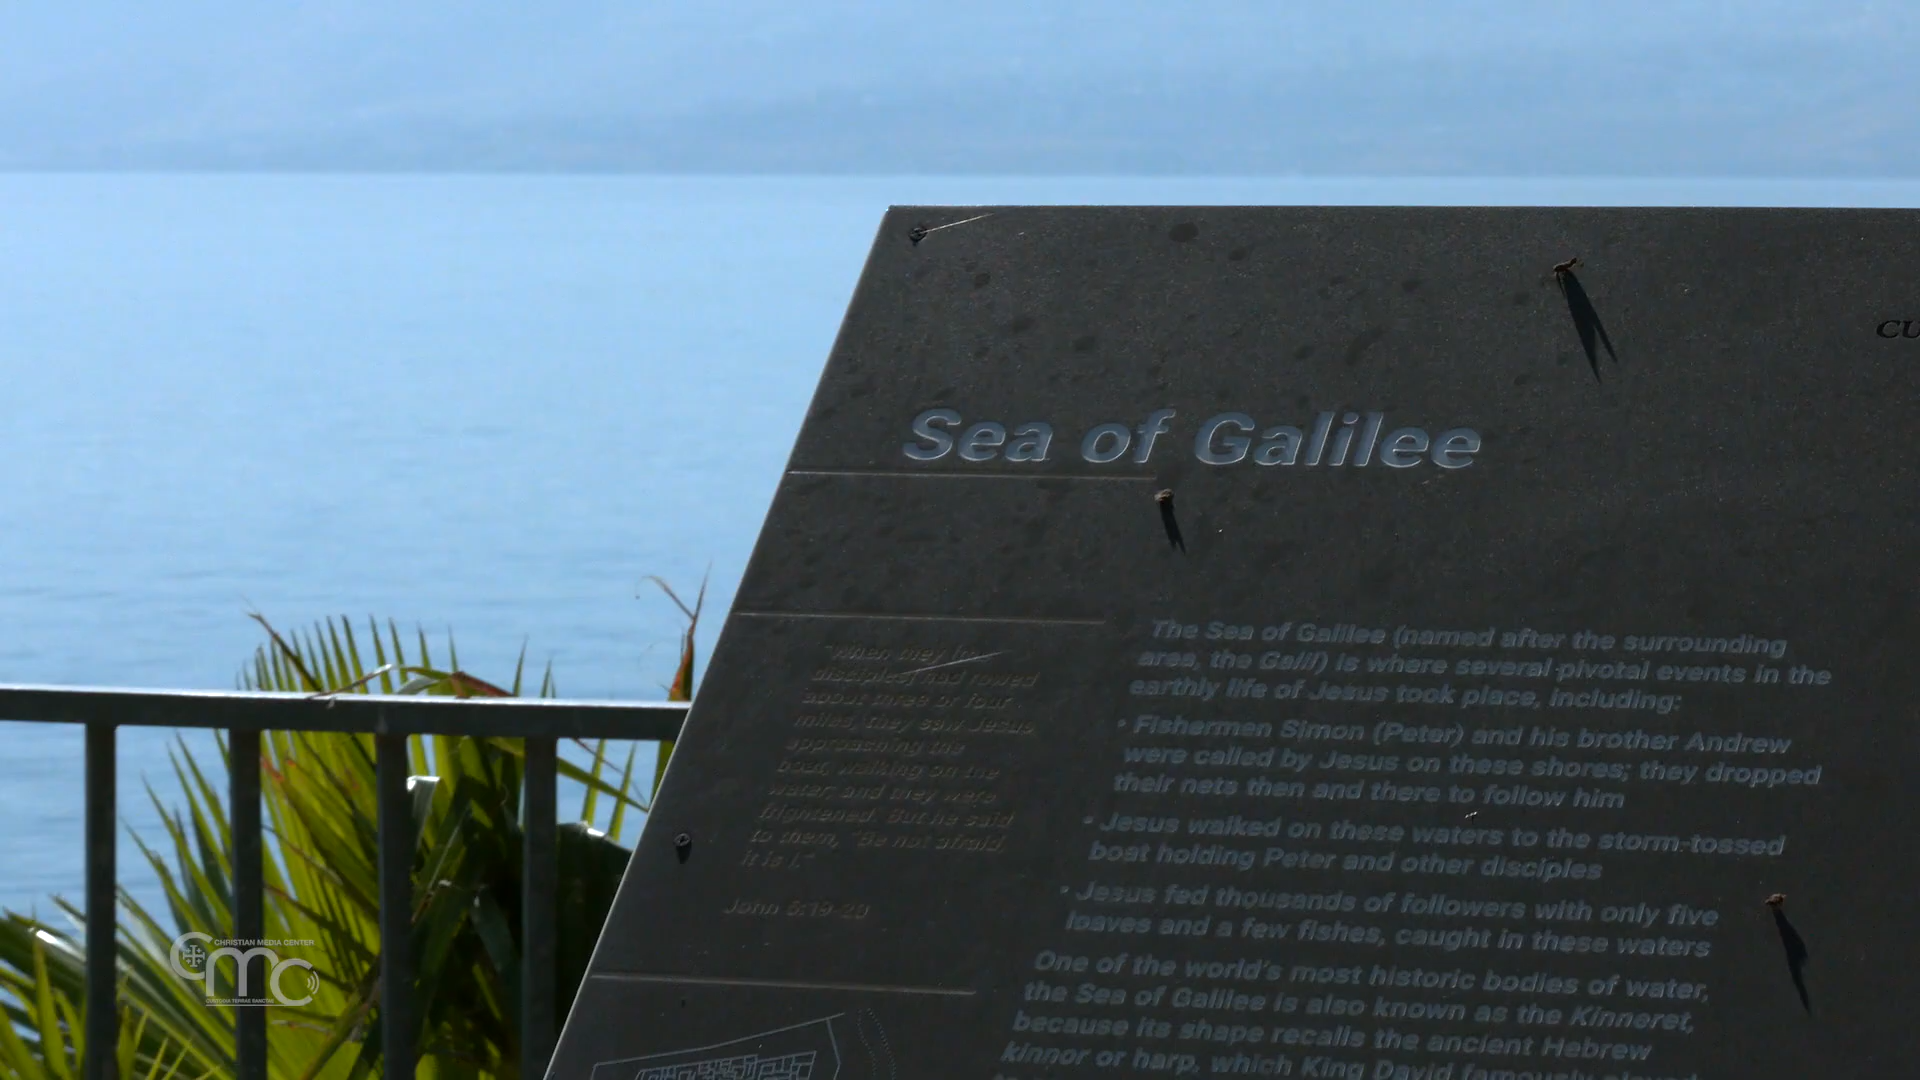 CU
Sea of Galilee
"When they
disciples) had rowed
about three or four
miles, they saw Jesus
approaching the
boat, walking on the
water; and they were
frightened. But he said
to them, "Be not afraid,
it is I."
John 6:19-20
The Sea of Galilee (named after the surrounding
area, the Galil) is where several pivotal events in the
earthly life of Jesus took place, including:
• Fishermen Simon (Peter) and his brother Andrew
were called by Jesus on these shores; they dropped
their nets then and there to follow him
• Jesus walked on these waters to the storm-tossed
boat holding Peter and other disciples
• Jesus fed thousands of followers with only five
loaves and a few fishes, caught in these waters
One of the world's most historic bodies of water,
the Sea of Galilee is also known as the Kinneret,
because its shape recalls the ancient Hebrew
kinnor or harp, which King David famously played
CHRISTIAN MEDIA CENTER
CMC
CUSTODIA TERRAE SANCTAE